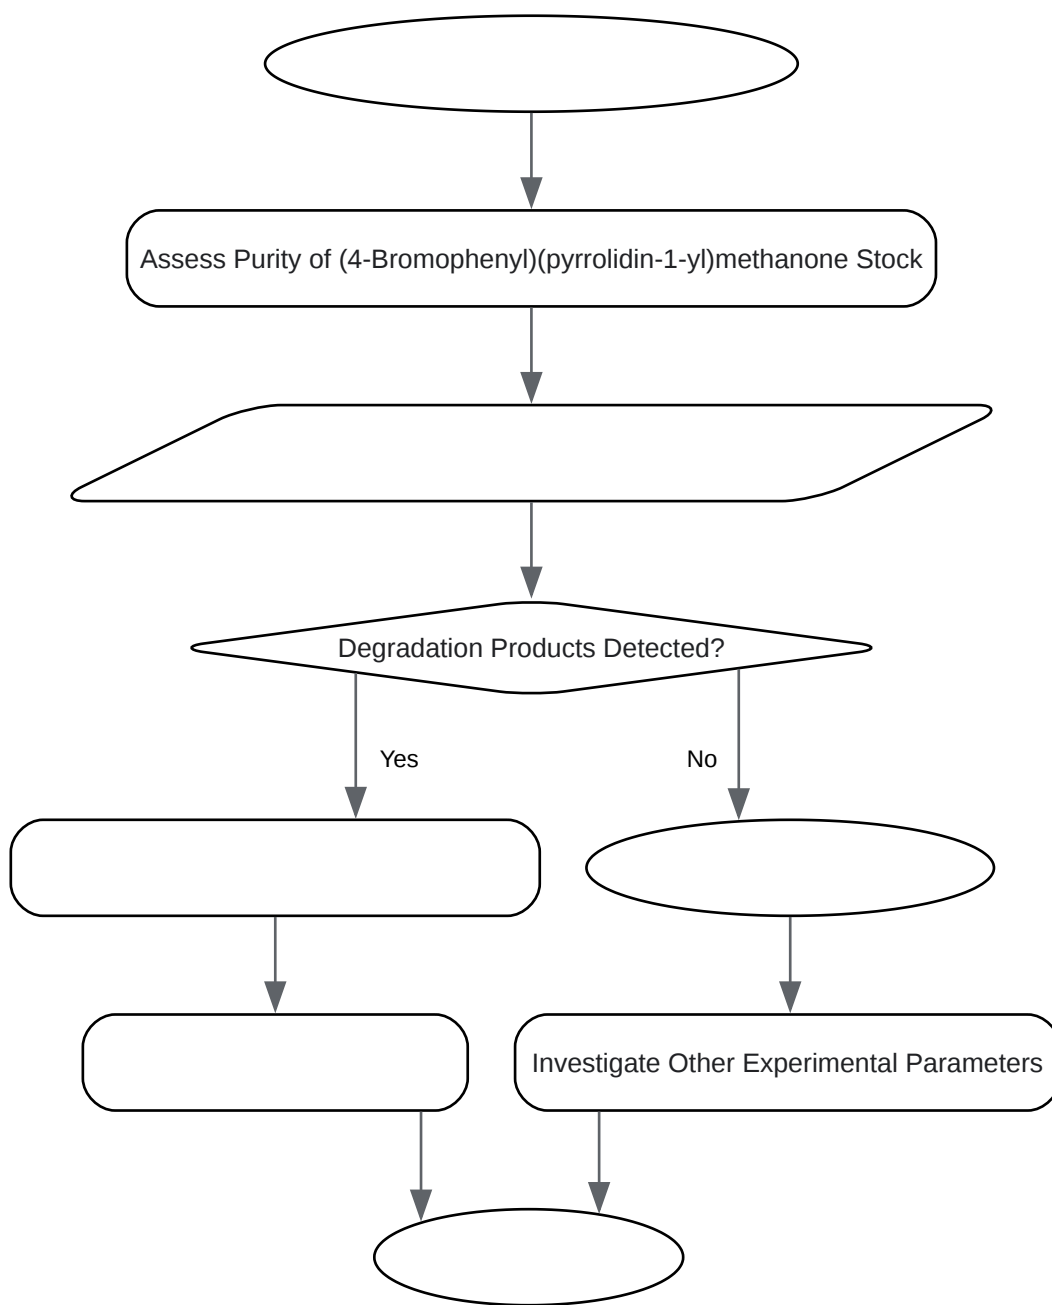 Assess Purity of (4-Bromophenyl)(pyrrolidin-1-yl)methanone Stock
Degradation Products Detected?
Yes
No
Investigate Other Experimental Parameters